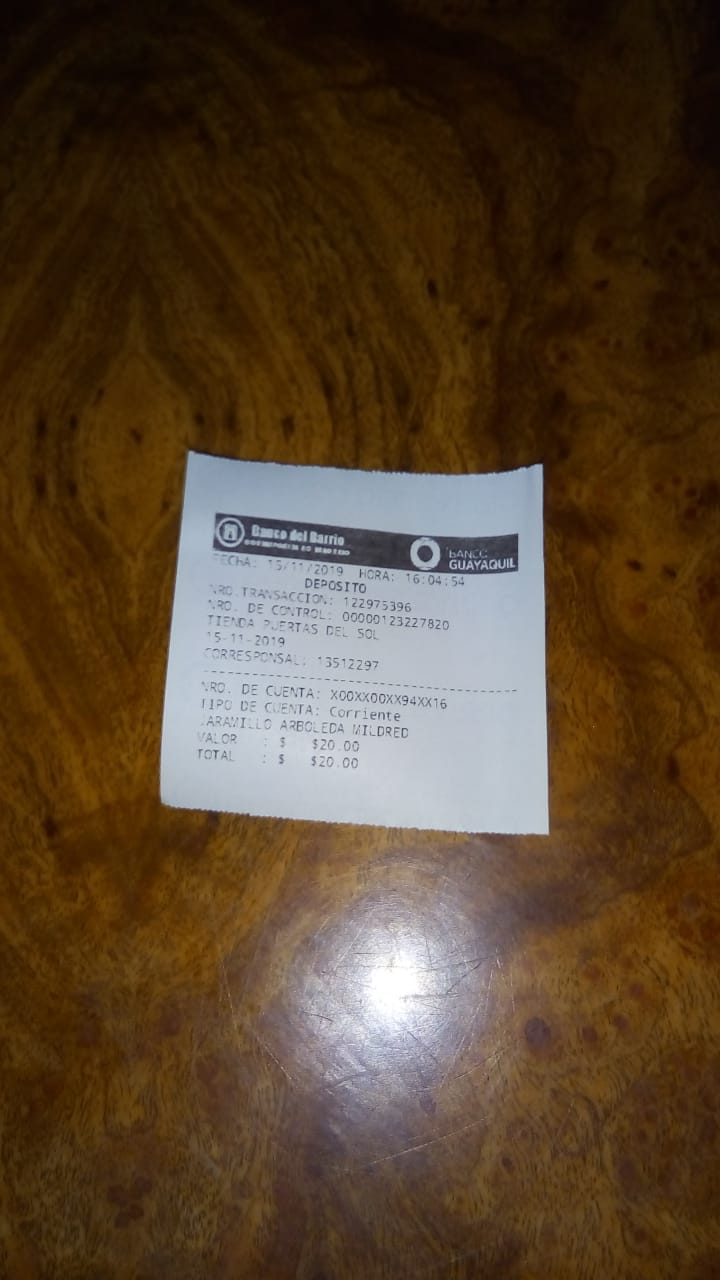 Banco del Barrio
BANCO
GUAYAQUIL
FECHA: 15/11/2019 HORA: 16:04:54
DEPOSITO
NRO.TRANSACCION: 122975396
NRO. DE CONTROL: 00000123227820
TIENDA PUERTAS DEL SOL
15-11-2019
CORRESPONSAL: 13512297
NRO. DE CUENTA: X00XX00XX94XX16
TIPO DE CUENTA: Corriente
JARAMILLO ARBOLEDA MILDRED
VALOR : $ $20.00
TOTAL : $ $20.00